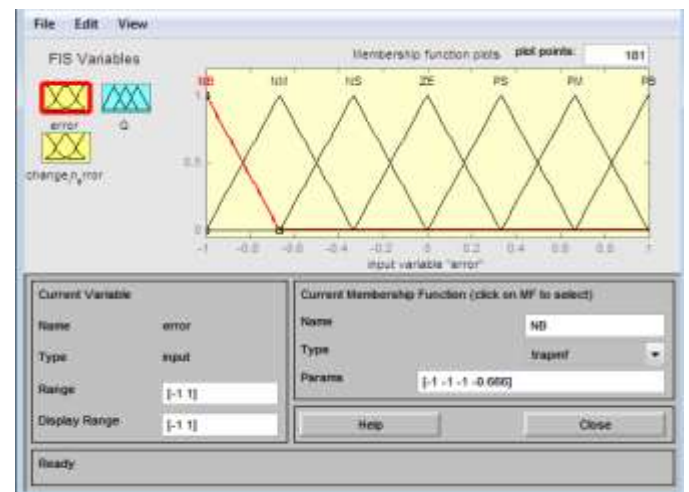 File Edit View
FIS Variables
Membership function plots plot points: 181
NB NM NS ZE PS PM PB
1
error Q
0.5
0
-1 -0.8 -0.6 -0.4 -0.2 0 0.2 0.4 0.6 0.8 1
input variable "error"
Current Variable
Current Membership Function (click on MF to select)
Name error
Name NB
Type input
Type trapmf
Params [-1 -1 -1 -0.666]
Range [-1 1]
Display Range [-1 1]
Help Close
Ready